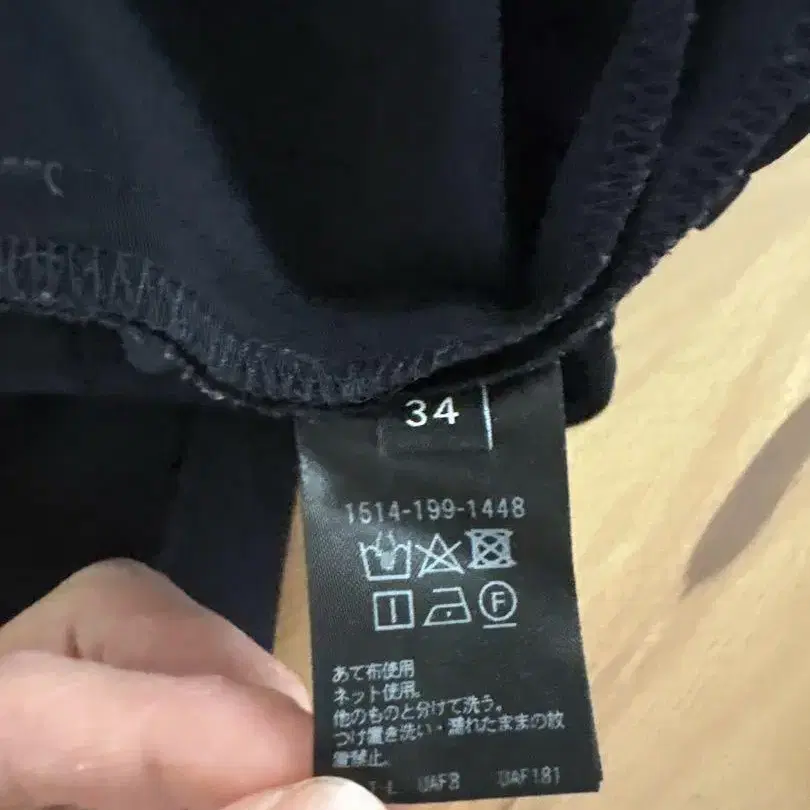 34
1514-199-1448
F
あて布使用
ネット使用。
他のものと分けて洗う。
つけ置き洗い・濡れたままの放
置禁止。
UAF8 UAF181